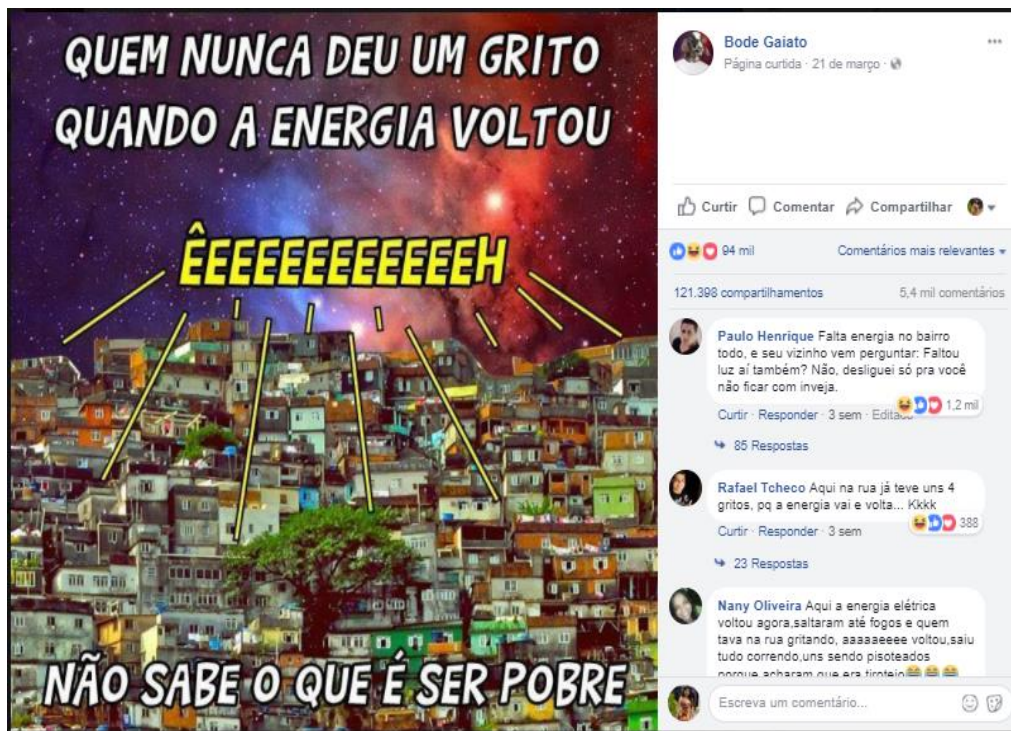 QUEM NUNCA DEU UM GRITO
QUANDO A ENERGIA VOLTOU
ÊEEEEEEEEEEEEH
NÃO SABE O QUE É SER POBRE
Bode Gaiato
Página curtida · 21 de março ·
Curtir Comentar Compartilhar
94 mil Comentários mais relevantes
121.398 compartilhamentos 5,4 mil comentários
Paulo Henrique Falta energia no bairro
todo, e seu vizinho vem perguntar: Faltou
luz aí também? Não, desliguei só pra você
não ficar com inveja.
1,2 mil
Curtir · Responder · 3 sem · Editado
85 Respostas
Rafael Tcheco Aqui na rua já teve uns 4
gritos, pq a energia vai e volta... Kkkk
388
Curtir · Responder · 3 sem
23 Respostas
Nany Oliveira Aqui a energia elétrica
voltou agora,saltaram até fogos e quem
tava na rua gritando, aaaaaeeee voltou,saiu
tudo correndo,uns sendo pisoteados
porque acharam que era tiroteio😂😂😂
Escreva um comentário...